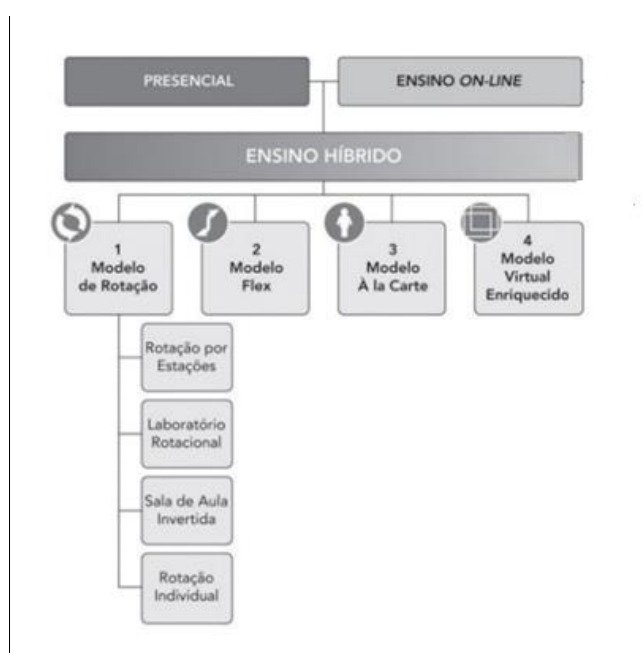 PRESENCIAL
ENSINO ON-LINE
ENSINO HÍBRIDO
1
Modelo
de Rotação
2
Modelo
Flex
3
Modelo
À la Carte
4
Modelo
Virtual
Enriquecido
Rotação por
Estações
Laboratório
Rotacional
Sala de Aula
Invertida
Rotação
Individual